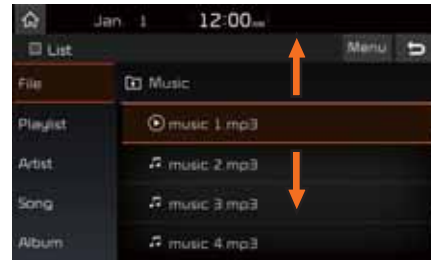 Jan 1 12:00
List Menu
File
Music
Playlist
music 1.mp3
Artist
music 2.mp3
Song
music 3.mp3
Album
music 4.mp3